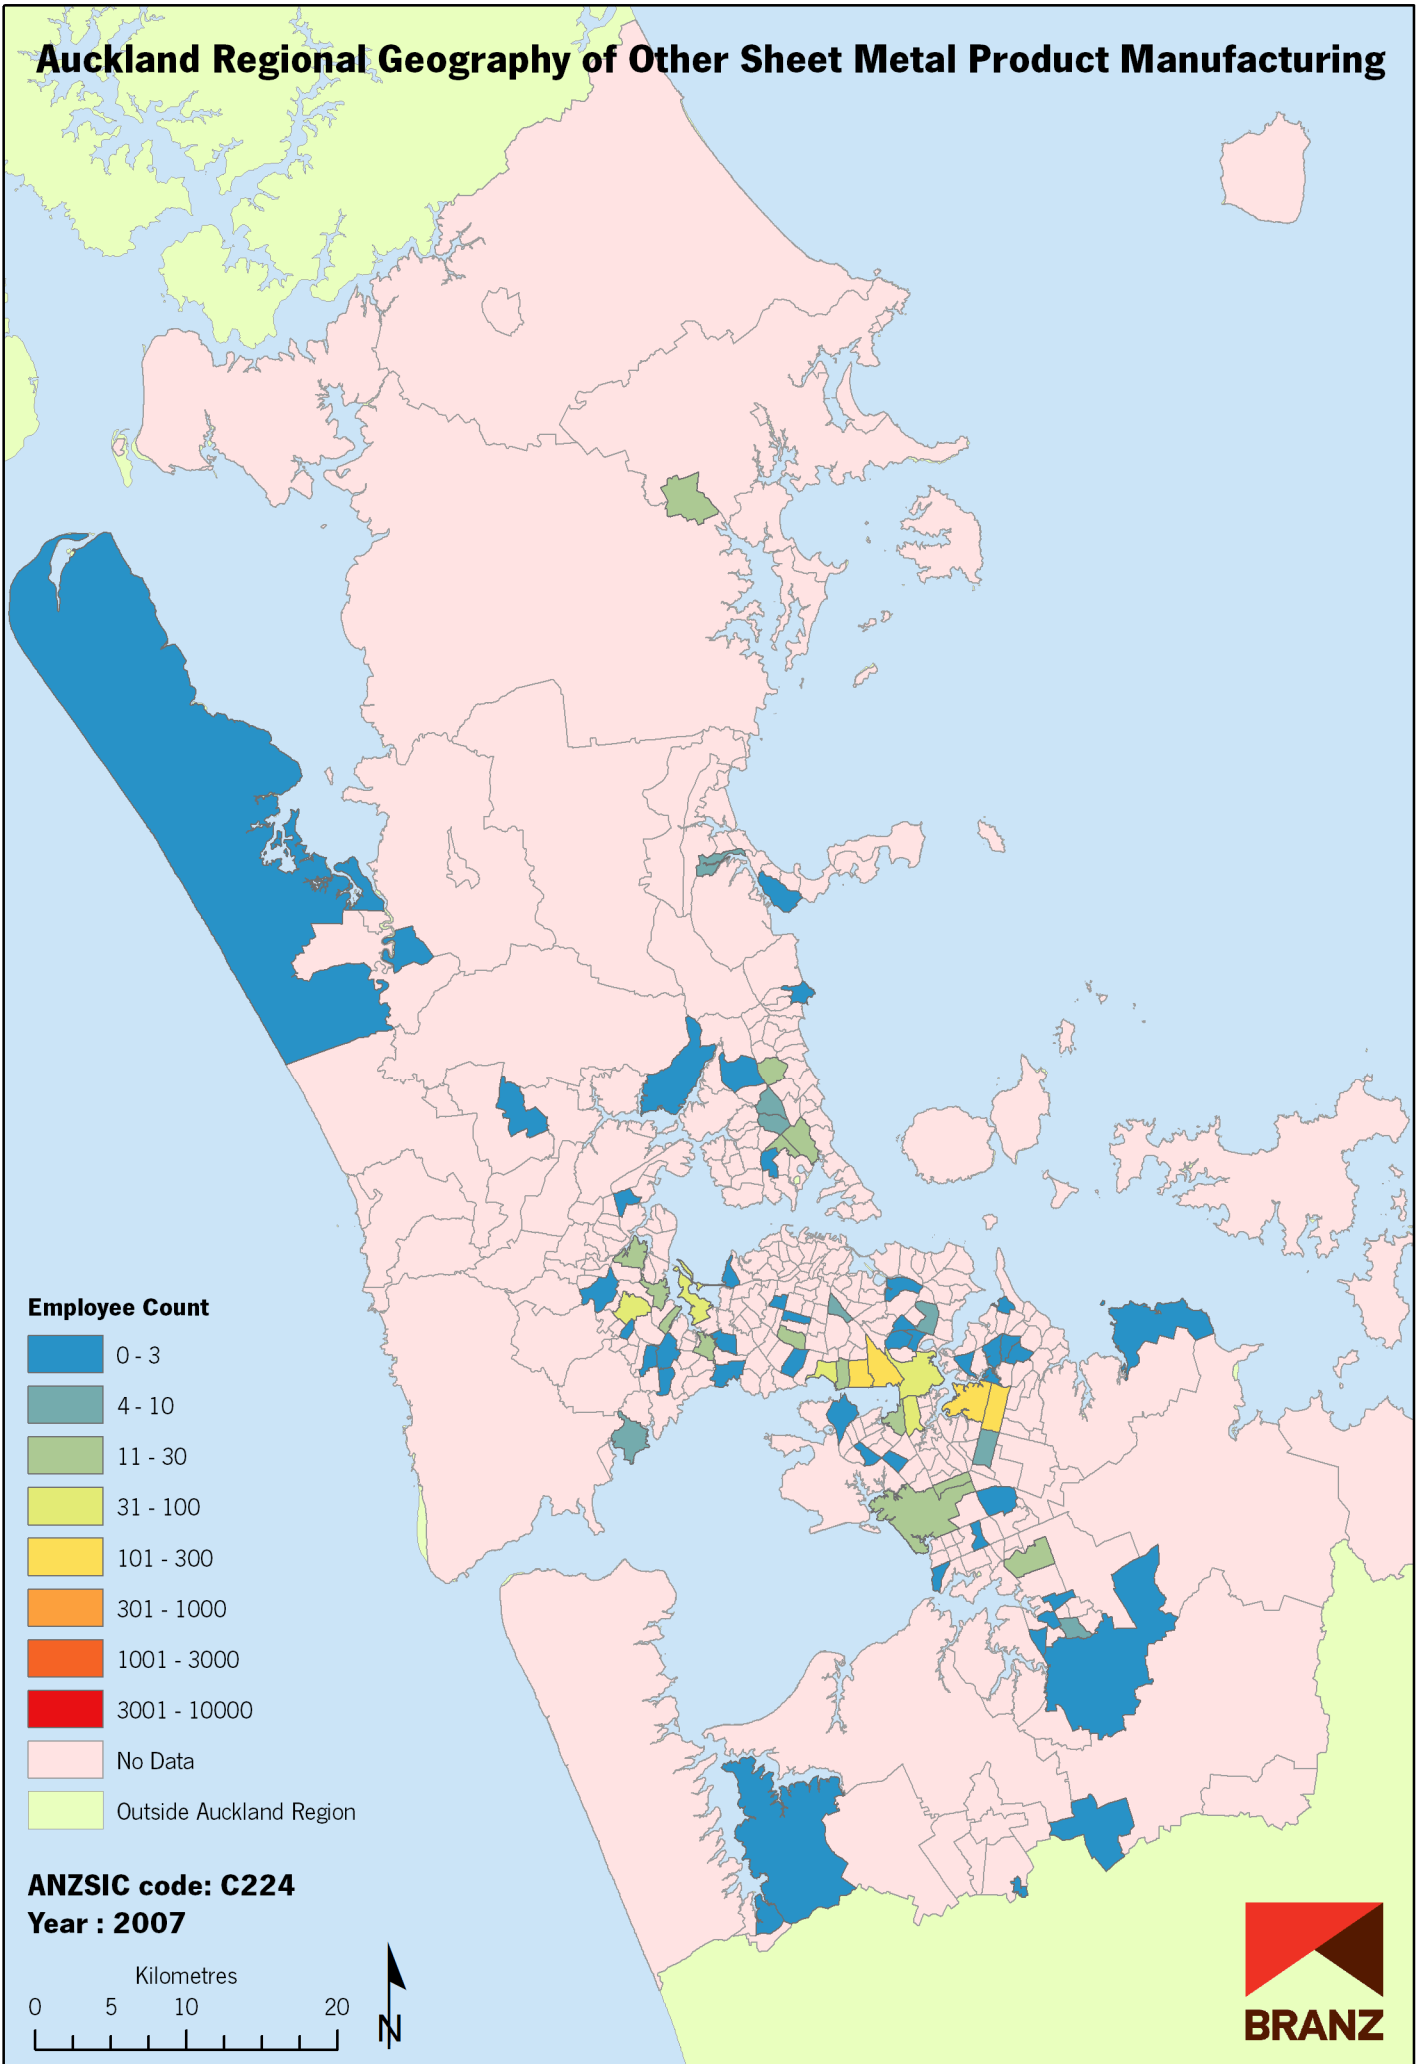 Auckland Regional Geography of Other Sheet Metal Product Manufacturing
Employee Count
0 - 3
4 - 10
11 - 30
31 - 100
101 - 300
301 - 1000
1001 - 3000
3001 - 10000
No Data
Outside Auckland Region
ANZSIC code: C224
Year : 2007
Kilometres
0 5 10 20
N
BRANZ